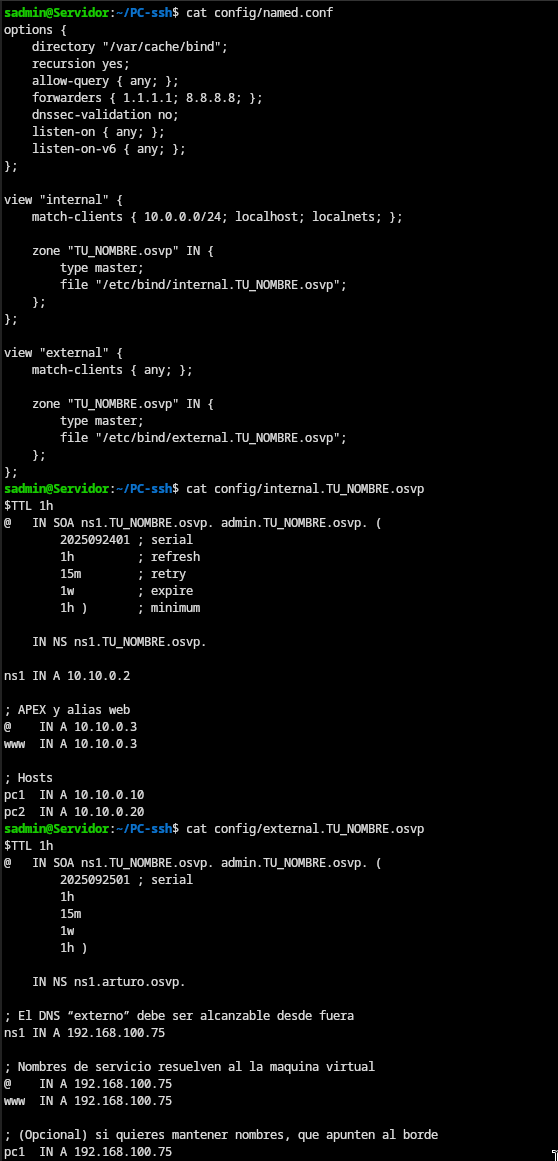 sadmin@Servidor:~/PC-ssh$ cat config/named.conf
options {
    directory "/var/cache/bind";
    recursion yes;
    allow-query { any; };
    forwarders { 1.1.1.1; 8.8.8.8; };
    dnssec-validation no;
    listen-on { any; };
    listen-on-v6 { any; };
};

view "internal" {
    match-clients { 10.0.0.0/24; localhost; localnets; };

    zone "TU_NOMBRE.osvp" IN {
        type master;
        file "/etc/bind/internal.TU_NOMBRE.osvp";
    };
};

view "external" {
    match-clients { any; };

    zone "TU_NOMBRE.osvp" IN {
        type master;
        file "/etc/bind/external.TU_NOMBRE.osvp";
    };
};
sadmin@Servidor:~/PC-ssh$ cat config/internal.TU_NOMBRE.osvp
$TTL 1h
@   IN SOA ns1.TU_NOMBRE.osvp. admin.TU_NOMBRE.osvp. (
        2025092401 ; serial
        1h         ; refresh
        15m        ; retry
        1w         ; expire
        1h )       ; minimum

    IN NS ns1.TU_NOMBRE.osvp.

ns1 IN A 10.10.0.2

; APEX y alias web
@    IN A 10.10.0.3
www  IN A 10.10.0.3

; Hosts
pc1  IN A 10.10.0.10
pc2  IN A 10.10.0.20
sadmin@Servidor:~/PC-ssh$ cat config/external.TU_NOMBRE.osvp
$TTL 1h
@   IN SOA ns1.TU_NOMBRE.osvp. admin.TU_NOMBRE.osvp. (
        2025092501 ; serial
        1h
        15m
        1w
        1h )

    IN NS ns1.arturo.osvp.

; El DNS “externo” debe ser alcanzable desde fuera
ns1 IN A 192.168.100.75

; Nombres de servicio resuelven al la maquina virtual
@    IN A 192.168.100.75
www  IN A 192.168.100.75

; (Opcional) si quieres mantener nombres, que apunten al borde
pc1  IN A 192.168.100.75